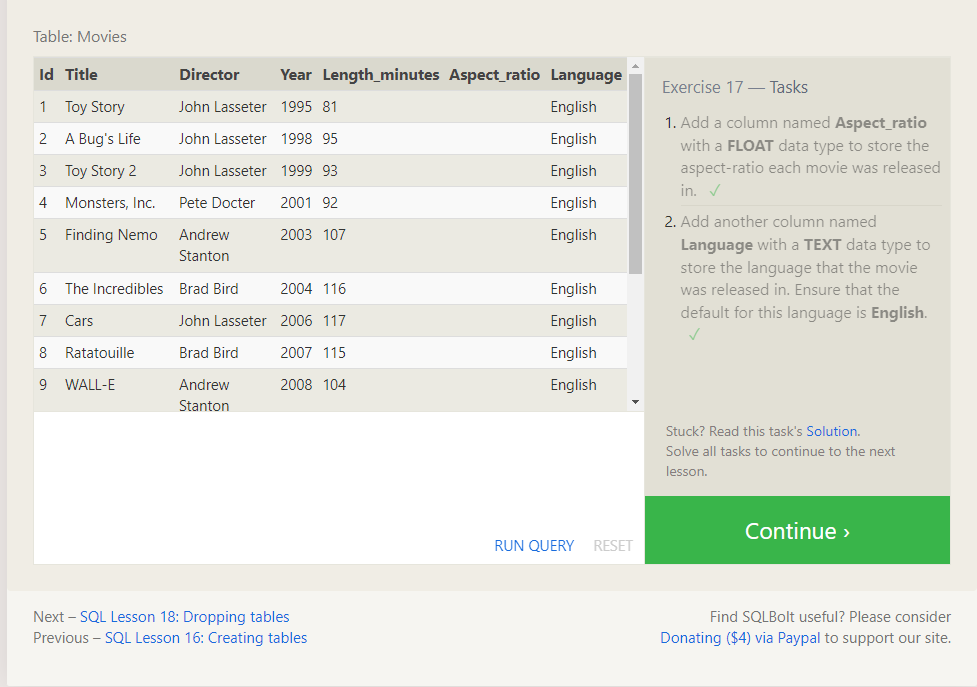 Table: Movies
Id Title Director Year Length_minutes Aspect_ratio Language
1 Toy Story John Lasseter 1995 81 English
2 A Bug's Life John Lasseter 1998 95 English
3 Toy Story 2 John Lasseter 1999 93 English
4 Monsters, Inc. Pete Docter 2001 92 English
5 Finding Nemo Andrew 2003 107 English
Stanton
6 The Incredibles Brad Bird 2004 116 English
7 Cars John Lasseter 2006 117 English
8 Ratatouille Brad Bird 2007 115 English
9 WALL-E Andrew 2008 104 English
Stanton
RUN QUERY RESET
Exercise 17 — Tasks
1. Add a column named Aspect_ratio
with a FLOAT data type to store the
aspect-ratio each movie was released
in. ✓
2. Add another column named
Language with a TEXT data type to
store the language that the movie
was released in. Ensure that the
default for this language is English.
✓
Stuck? Read this task's Solution.
Solve all tasks to continue to the next
lesson.
Continue ›
Next – SQL Lesson 18: Dropping tables
Previous – SQL Lesson 16: Creating tables
Find SQLBolt useful? Please consider
Donating ($4) via Paypal to support our site.